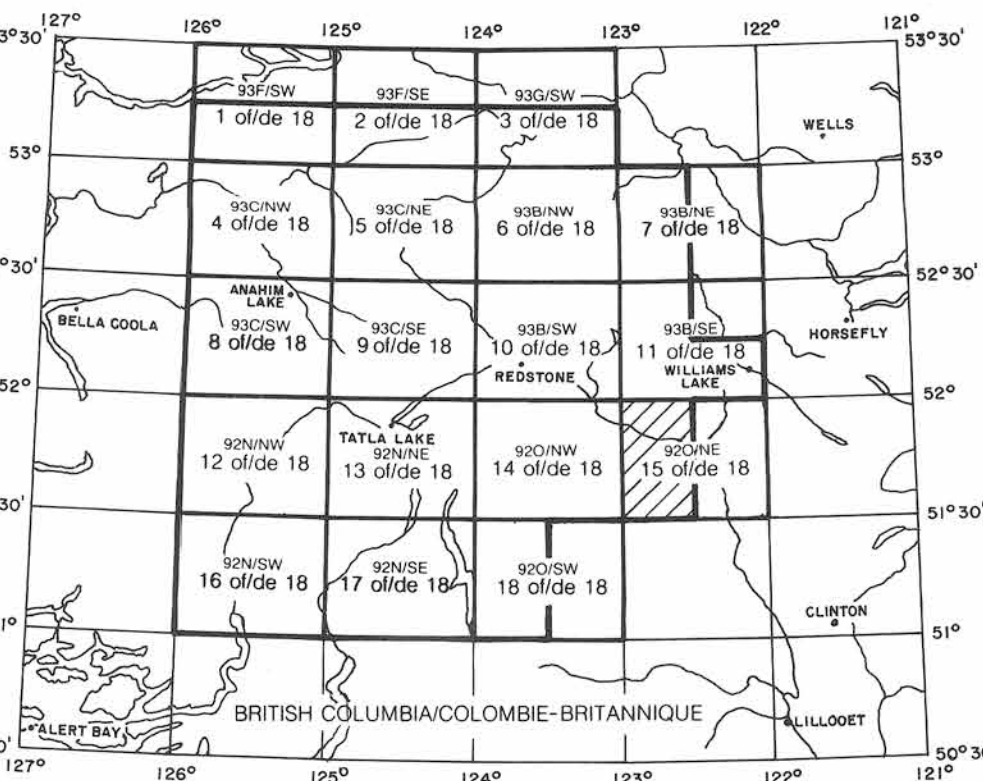 127° 126° 125° 124° 123° 122° 121°
3°30' 53°30'
93F/SW 93F/SE 93G/SW
1 of/de 18 2 of/de 18 3 of/de 18
WELLS
53° 53°
93C/NW 93C/NE 93B/NW 93B/NE
4 of/de 18 5 of/de 18 6 of/de 18 7 of/de 18
°30' 52°30'
ANAHIM
LAKE
BELLA COOLA
HORSEFLY
93C/SW 93C/SE 93B/SW 93B/SE
8 of/de 18 9 of/de 18 10 of/de 18 11 of/de 18
REDSTONE
WILLIAMS
LAKE
52° 52°
TATLA LAKE
92N/NW 92N/NE 92O/NW 92O/NE
12 of/de 18 13 of/de 18 14 of/de 18 15 of/de 18
30' 51°30'
92N/SW 92N/SE 92O/SW
16 of/de 18 17 of/de 18 18 of/de 18
CLINTON
1° 51°
BRITISH COLUMBIA/COLOMBIE-BRITANNIQUE
ALERT BAY
LILLOOET
0' 50°30
127° 126° 125° 124° 123° 122° 121°